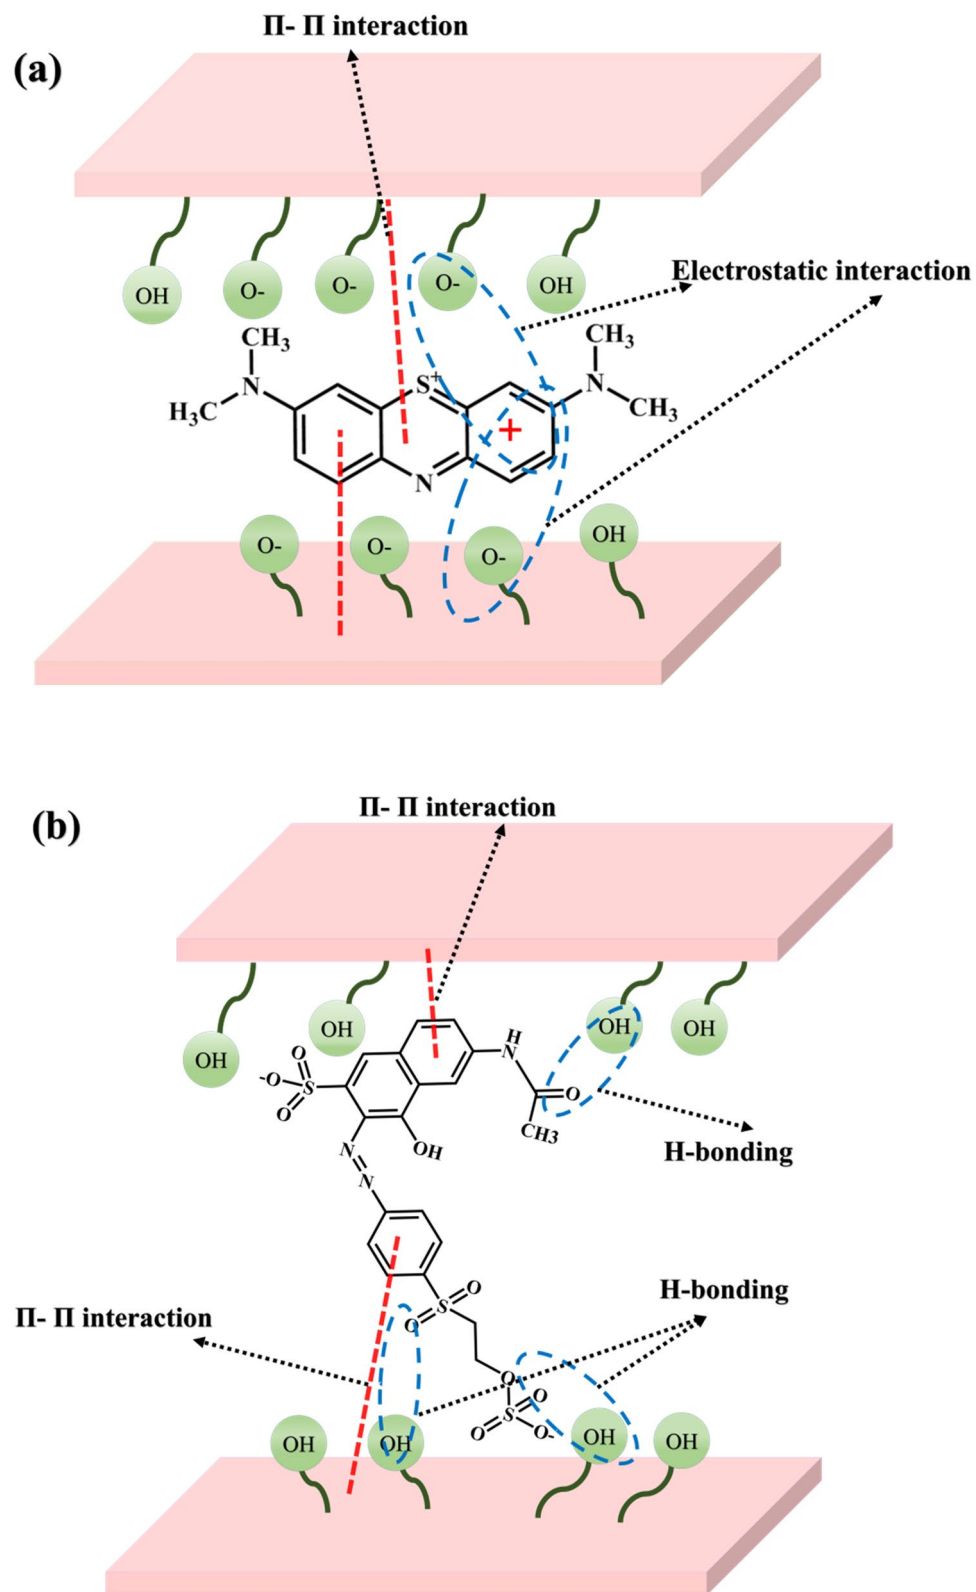 Π- Π interaction
(a)
Electrostatic interaction
OH O- O- O- OH
CH₃ CH₃
N S⁺ N
H₃C + CH₃
N
O- O- O- OH
Π- Π interaction
(b)
OH OH OH OH
O H
-O S N O
O CH3
OH
N
N
H-bonding
H-bonding
Π- Π interaction
S O
O
O
O
S
O O-
OH OH OH OH